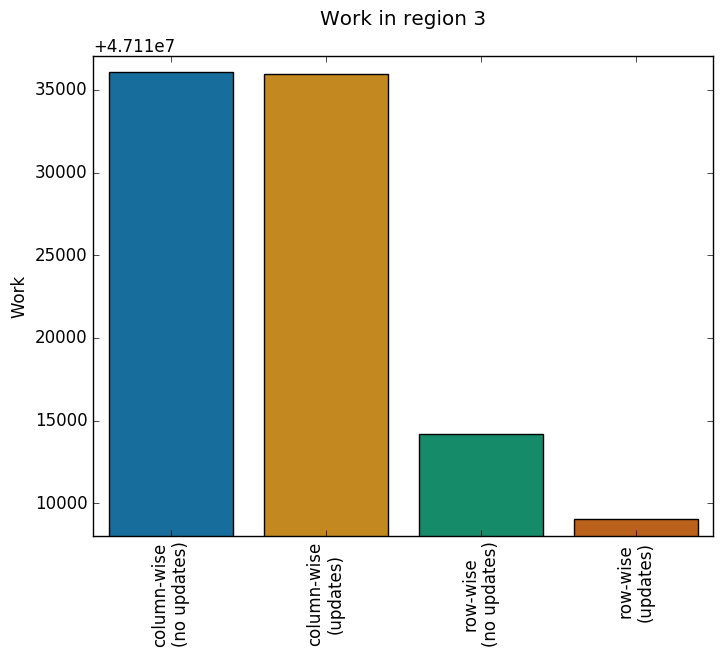 Work in region 3
+4.711e7
35000
30000
25000
20000
15000
10000
Work
column-wise
(no updates)
column-wise
(updates)
row-wise
(no updates)
row-wise
(updates)